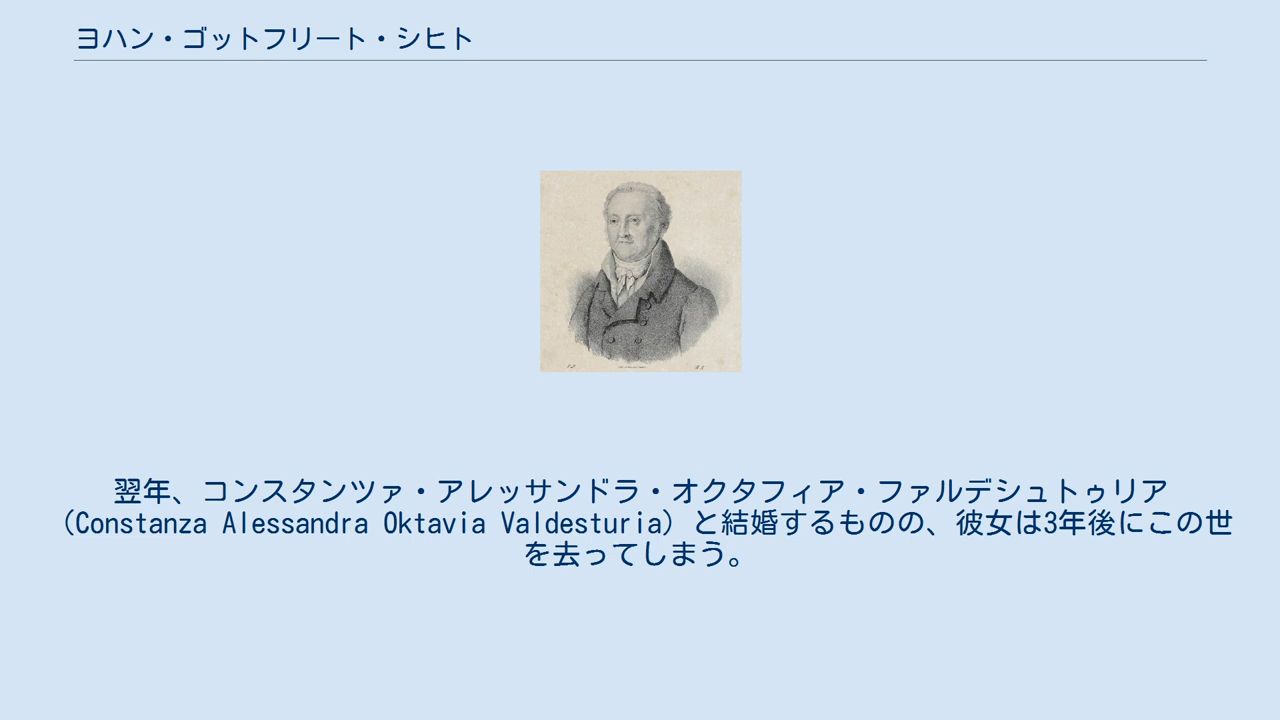 ヨハン・ゴットフリート・シヒト
翌年、コンスタンツァ・アレッサンドラ・オクタフィア・ファルデシュトゥリア
(Constanza Alessandra Oktavia Valdesturia) と結婚するものの、彼女は3年後にこの世
を去ってしまう。